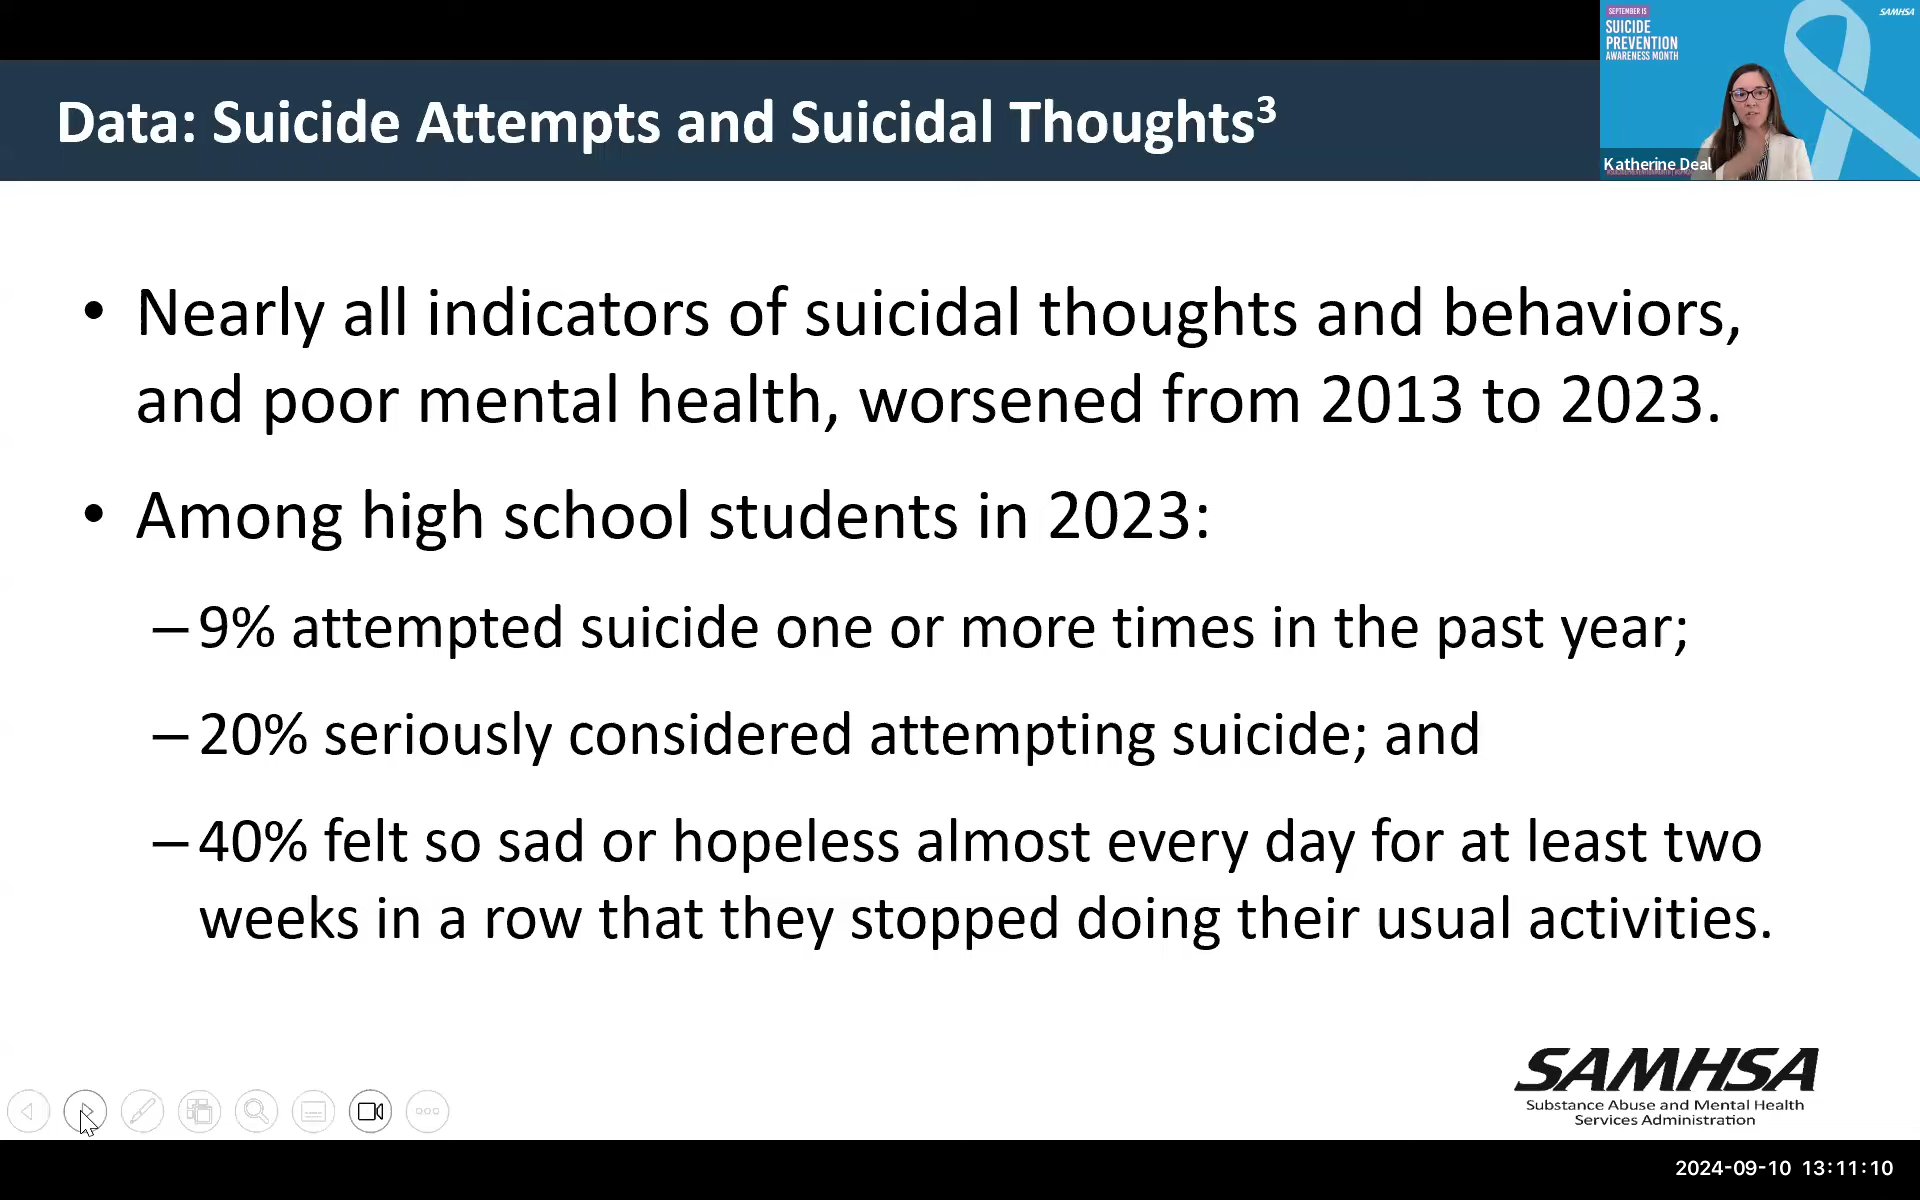 SEPTEMBER IS
SUICIDE
PREVENTION
AWARENESS MONTH
SAMHSA
Katherine Deal
Data: Suicide Attempts and Suicidal Thoughts³
• Nearly all indicators of suicidal thoughts and behaviors,
and poor mental health, worsened from 2013 to 2023.
• Among high school students in 2023:
– 9% attempted suicide one or more times in the past year;
– 20% seriously considered attempting suicide; and
– 40% felt so sad or hopeless almost every day for at least two
weeks in a row that they stopped doing their usual activities.
SAMHSA
Substance Abuse and Mental Health
Services Administration
2024-09-10 13:11:10